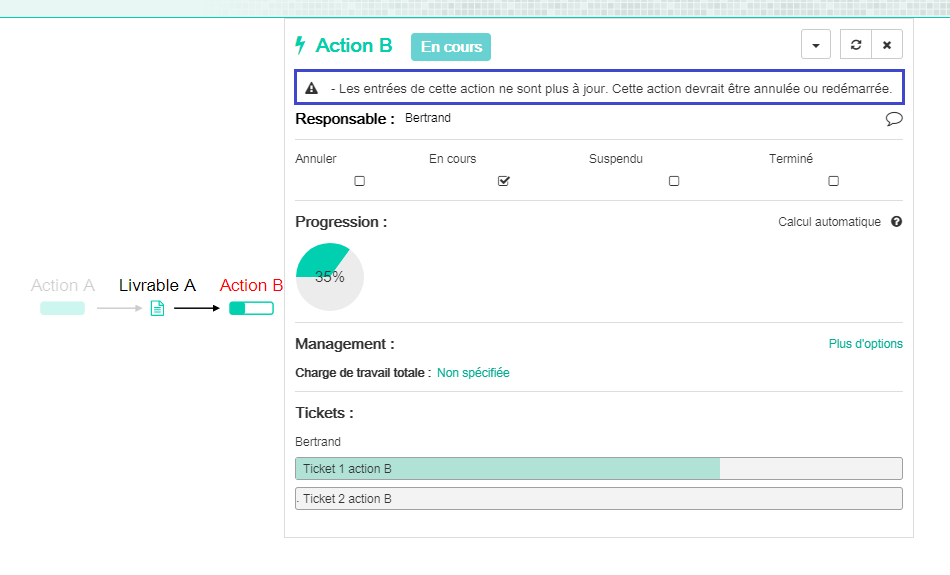 Action B En cours
- Les entrées de cette action ne sont plus à jour. Cette action devrait être annulée ou redémarrée.
Responsable : Bertrand
Annuler En cours Suspendu Terminé
Progression : Calcul automatique
35%
Action A Livrable A Action B
Management : Plus d'options
Charge de travail totale : Non spécifiée
Tickets :
Bertrand
Ticket 1 action B
Ticket 2 action B